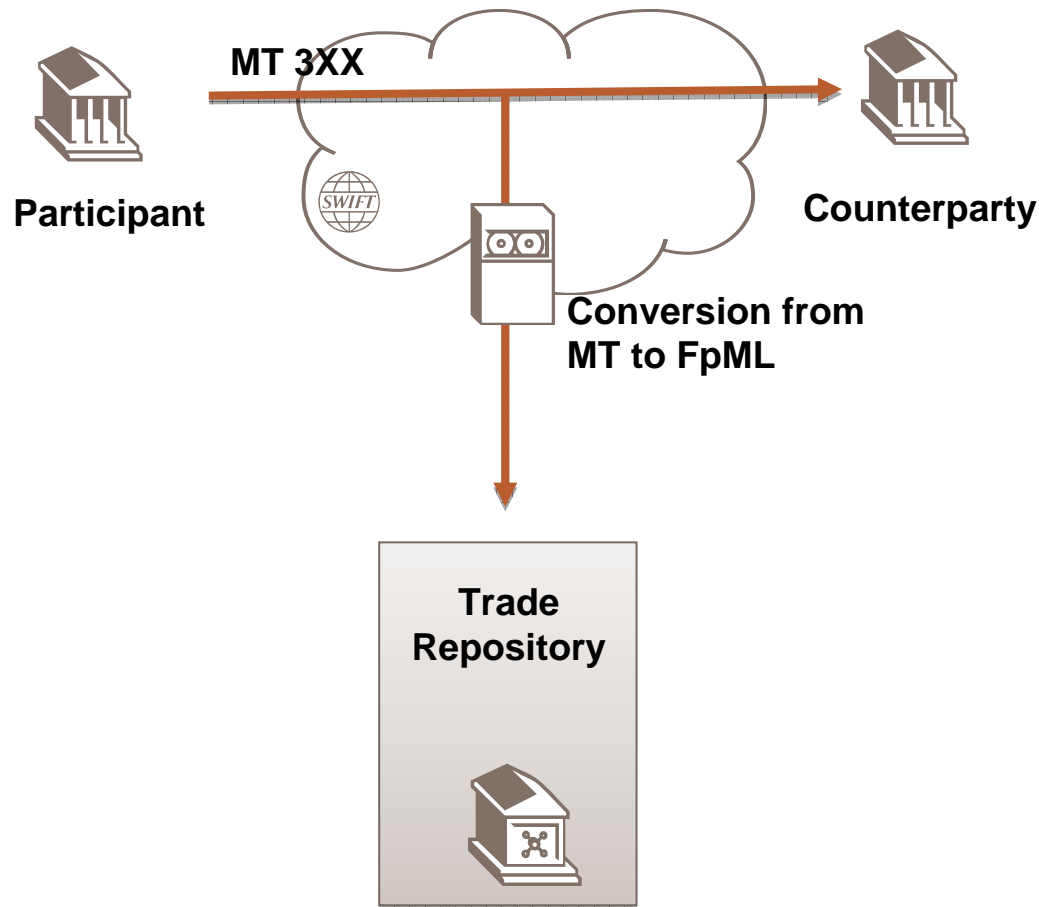 MT 3XX
Participant
SWIFT
Counterparty
Conversion from
MT to FpML
Trade
Repository